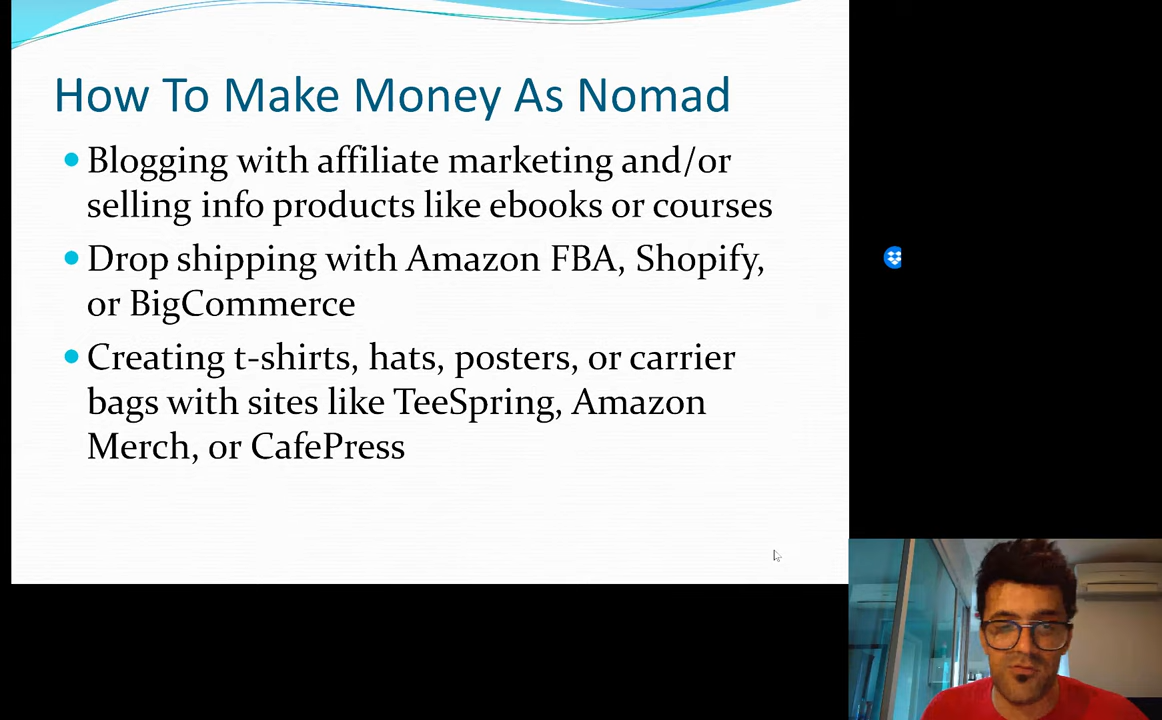 How To Make Money As Nomad
Blogging with affiliate marketing and/or
selling info products like ebooks or courses
Drop shipping with Amazon FBA, Shopify,
or BigCommerce
Creating t-shirts, hats, posters, or carrier
bags with sites like TeeSpring, Amazon
Merch, or CafePress